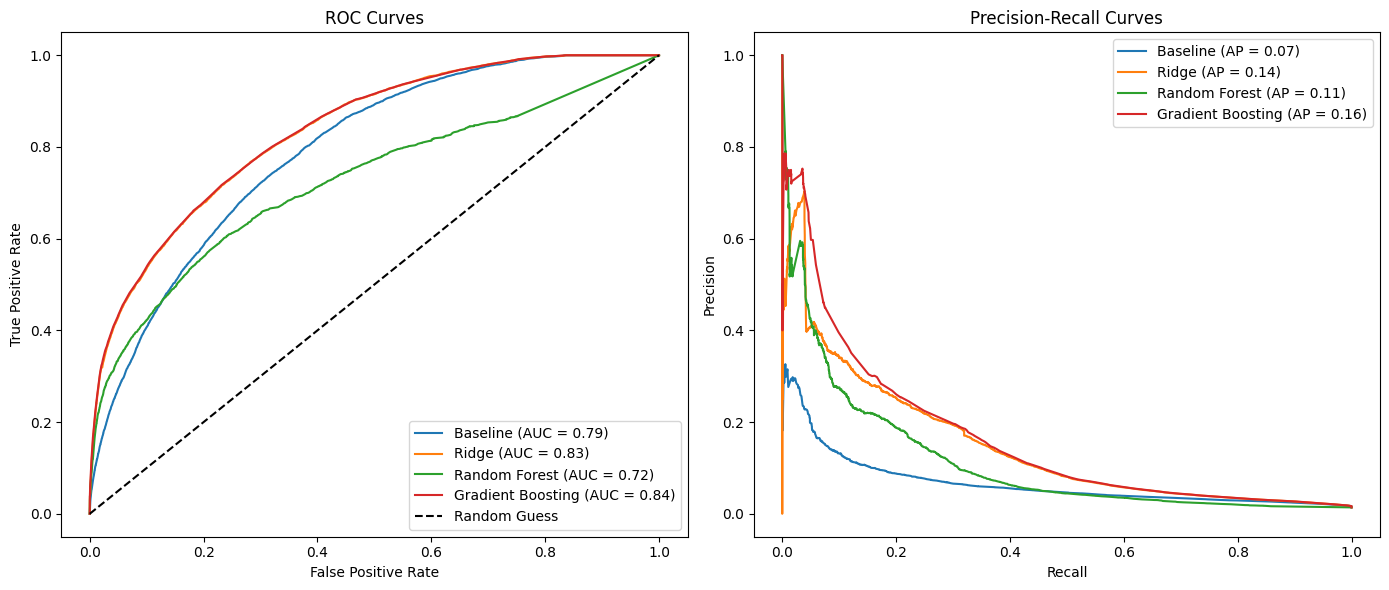 ROC Curves
1.0
0.8
0.6
0.4
0.2
0.0
True Positive Rate
0.0 0.2 0.4 0.6 0.8 1.0
False Positive Rate
Baseline (AUC = 0.79)
Ridge (AUC = 0.83)
Random Forest (AUC = 0.72)
Gradient Boosting (AUC = 0.84)
Random Guess
Precision-Recall Curves
1.0
0.8
0.6
0.4
0.2
0.0
Precision
0.0 0.2 0.4 0.6 0.8 1.0
Recall
Baseline (AP = 0.07)
Ridge (AP = 0.14)
Random Forest (AP = 0.11)
Gradient Boosting (AP = 0.16)